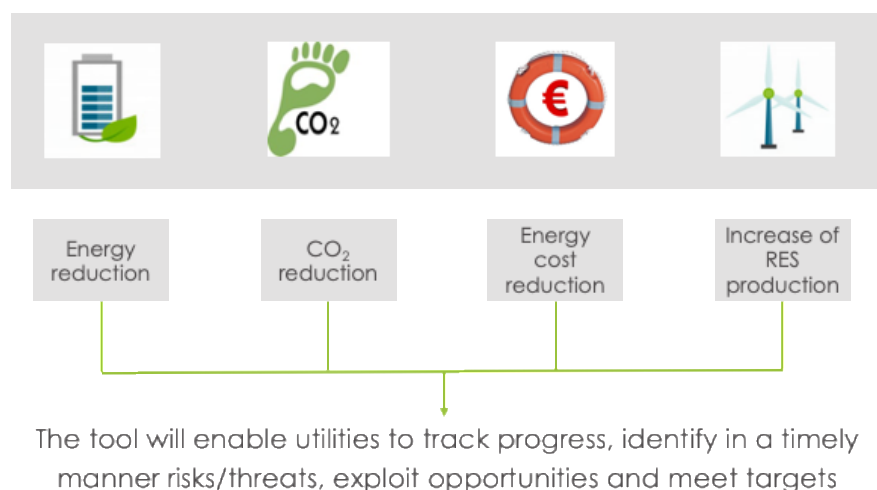 CO2
€
Energy
reduction
CO₂
reduction
Energy
cost
reduction
Increase of
RES
production
The tool will enable utilities to track progress, identify in a timely
manner risks/threats, exploit opportunities and meet targets